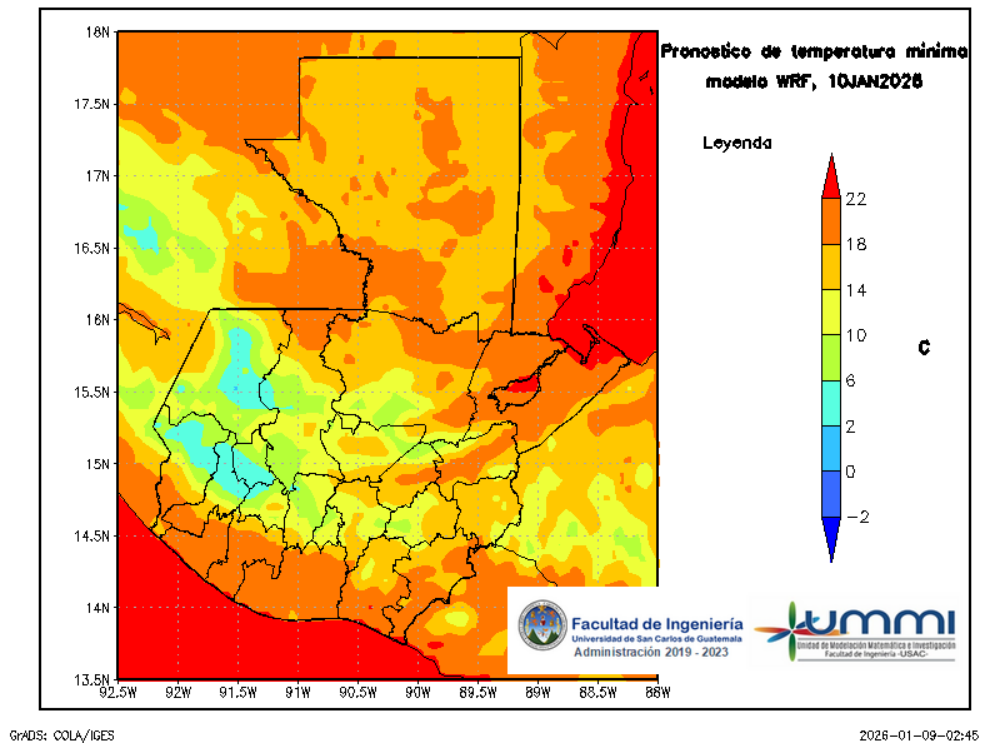 Pronostico de temperatura minima
modelo WRF, 10JAN2026
Leyenda
22
18
14
10
6
2
0
-2
C
18N
17.5N
17N
16.5N
16N
15.5N
15N
14.5N
14N
13.5N
92.5W
92W
91.5W
91W
90.5W
90W
89.5W
89W
88.5W
88W
Facultad de Ingeniería
Universidad de San Carlos de Guatemala
Administración 2019 - 2023
ummi
Unidad de Modelación Matemática e Investigación
Facultad de Ingeniería -USAC-
GrADS: COLA/IGES
2026-01-09-02:45